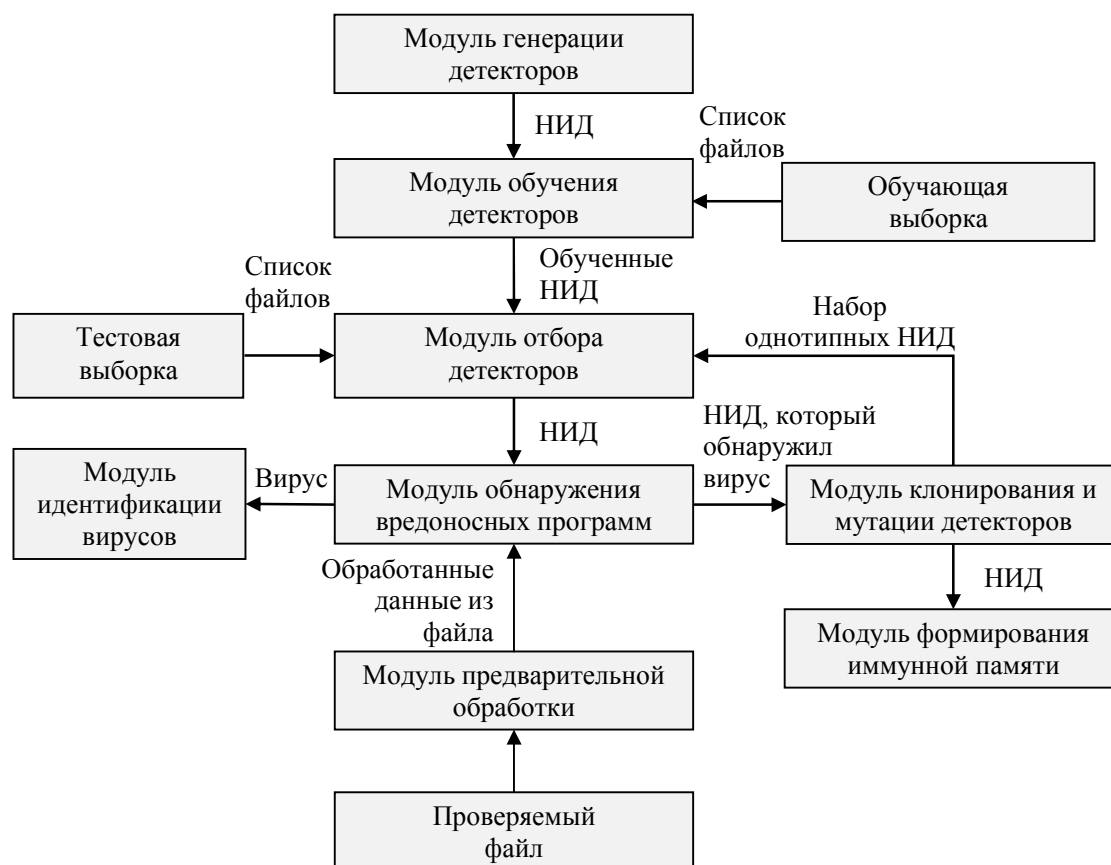 Модуль генерации
детекторов
НИД
Список
файлов
Модуль обучения
детекторов
Обучающая
выборка
Обученные
НИД
Список
файлов
Набор
однотипных НИД
Тестовая
выборка
Модуль отбора
детекторов
НИД
НИД, который
обнаружил
вирус
Модуль
идентификации
вирусов
Вирус
Модуль обнаружения
вредоносных программ
Модуль клонирования и
мутации детекторов
Обработанные
данные из
файла
НИД
Модуль формирования
иммунной памяти
Модуль предварительной
обработки
Проверяемый
файл